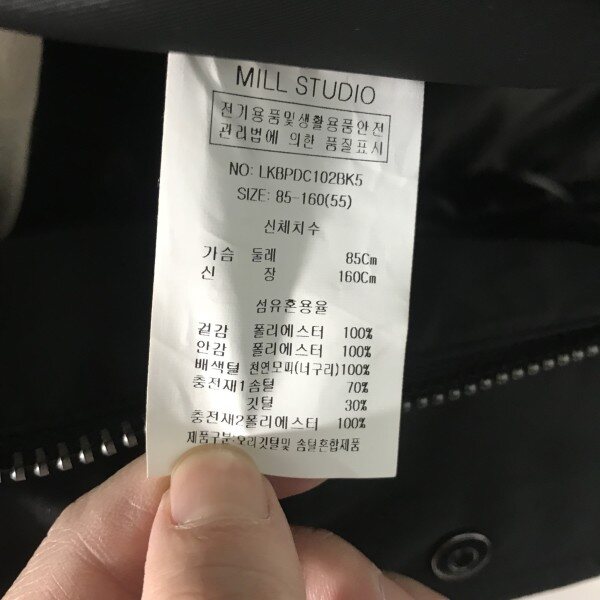 MILL STUDIO
전기용품및생활용품안전
관리법에 의한 품질표시
NO: LKBPDC102BK5
SIZE: 85-160(55)
신체치수
가슴 둘레 85Cm
신 장 160Cm
섬유혼용율
겉감 폴리에스터 100%
안감 폴리에스터 100%
배색털 천연모피(너구리)100%
충전재1솜털 70%
깃털 30%
충전재2폴리에스터 100%
제품구분:오리깃털및 솜털혼합제품